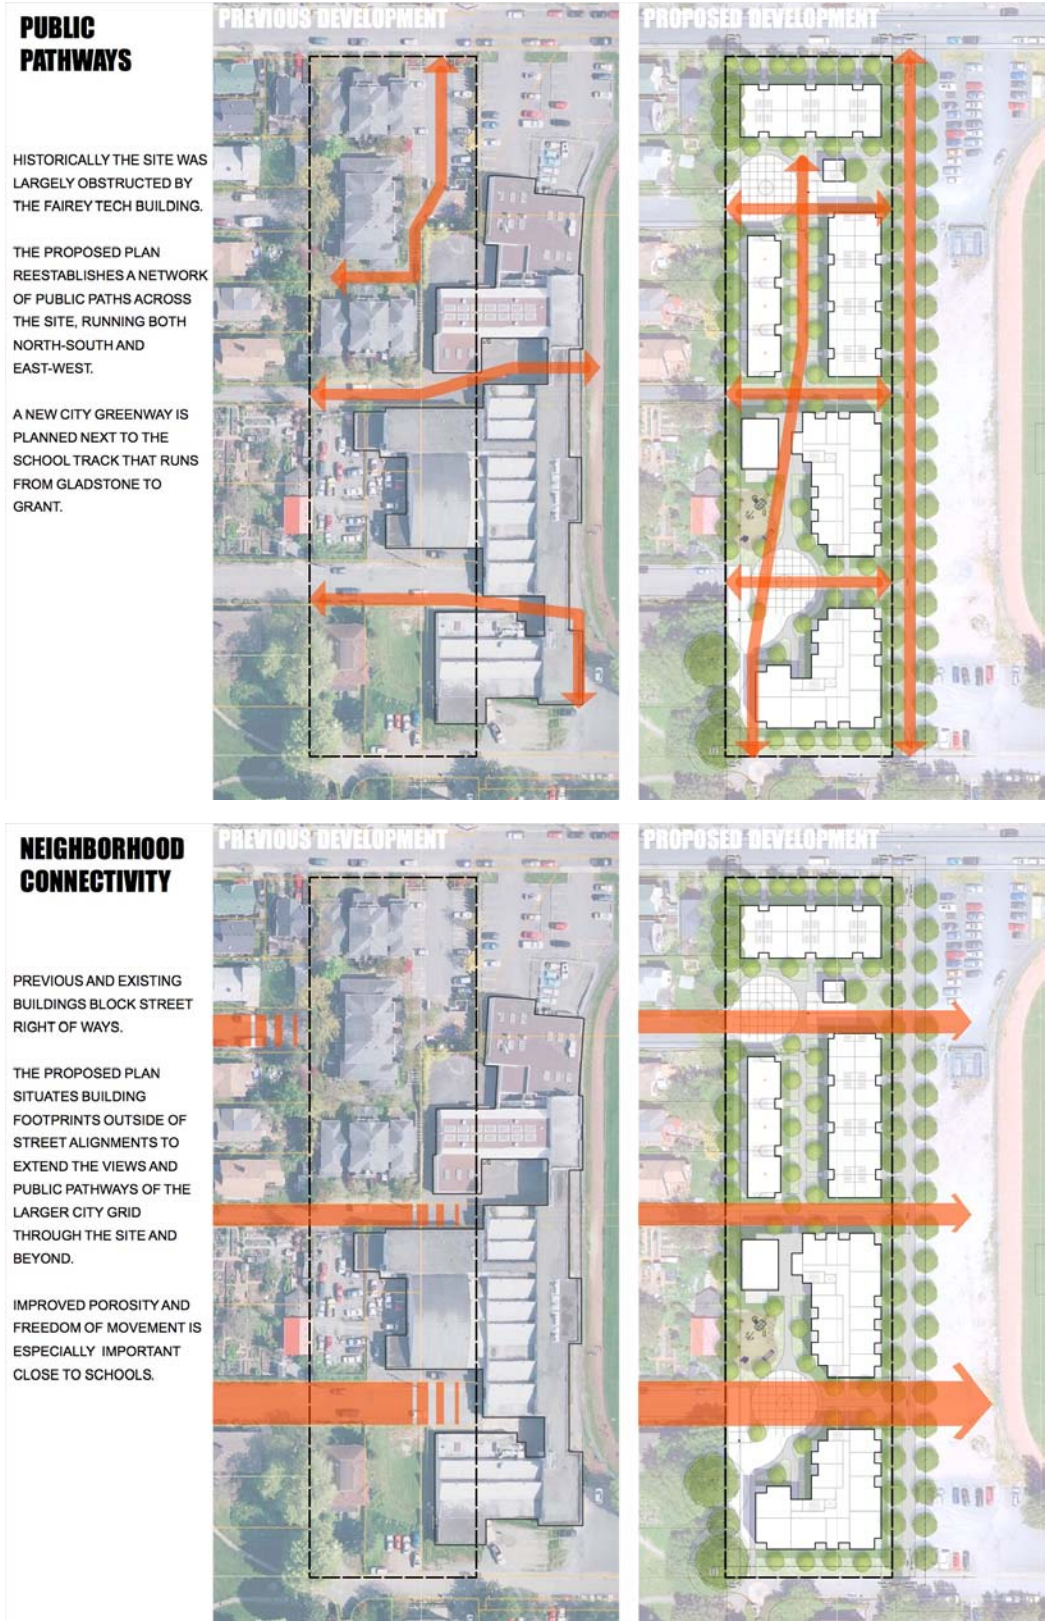 PUBLIC
PATHWAYS
HISTORICALLY THE SITE WAS
LARGELY OBSTRUCTED BY
THE FAIREY TECH BUILDING.
THE PROPOSED PLAN
REESTABLISHES A NETWORK
OF PUBLIC PATHS ACROSS
THE SITE, RUNNING BOTH
NORTH-SOUTH AND
EAST-WEST.
A NEW CITY GREENWAY IS
PLANNED NEXT TO THE
SCHOOL TRACK THAT RUNS
FROM GLADSTONE TO
GRANT.
PREVIOUS DEVELOPMENT
PROPOSED DEVELOPMENT
NEIGHBORHOOD
CONNECTIVITY
PREVIOUS AND EXISTING
BUILDINGS BLOCK STREET
RIGHT OF WAYS.
THE PROPOSED PLAN
SITUATES BUILDING
FOOTPRINTS OUTSIDE OF
STREET ALIGNMENTS TO
EXTEND THE VIEWS AND
PUBLIC PATHWAYS OF THE
LARGER CITY GRID
THROUGH THE SITE AND
BEYOND.
IMPROVED POROSITY AND
FREEDOM OF MOVEMENT IS
ESPECIALLY IMPORTANT
CLOSE TO SCHOOLS.
PREVIOUS DEVELOPMENT
PROPOSED DEVELOPMENT